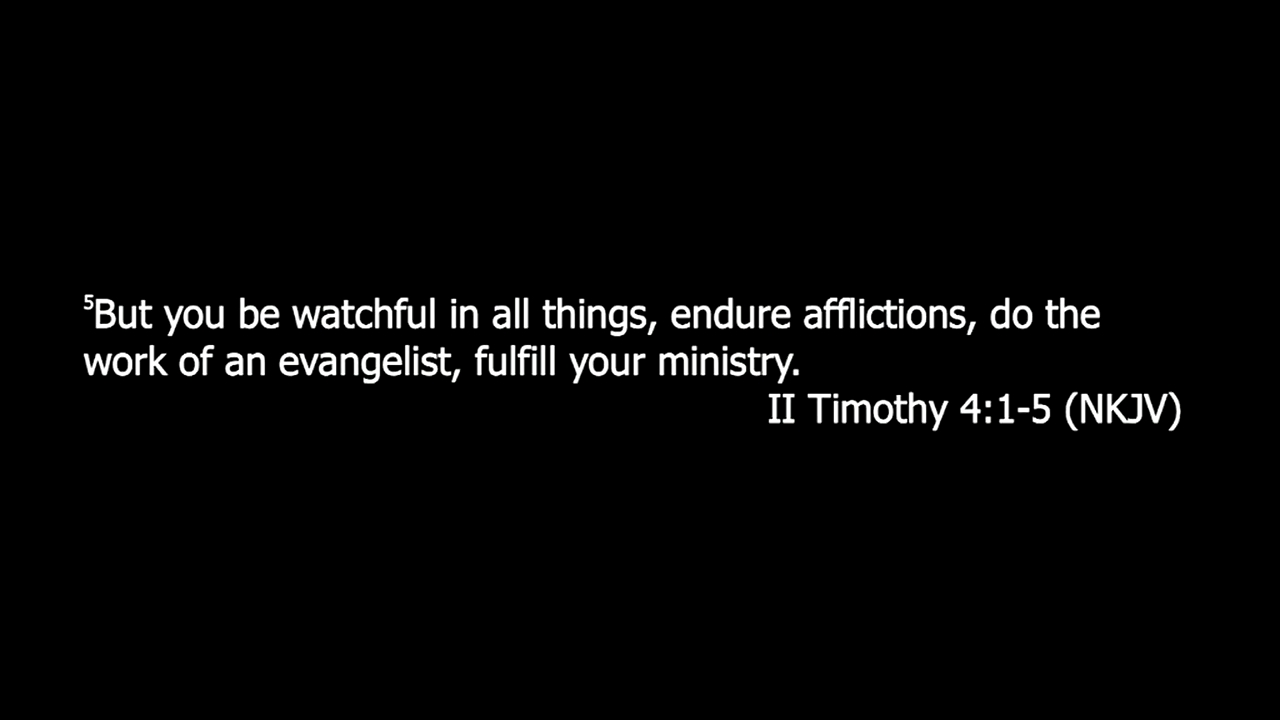 ⁵But you be watchful in all things, endure afflictions, do the
work of an evangelist, fulfill your ministry.
II Timothy 4:1-5 (NKJV)